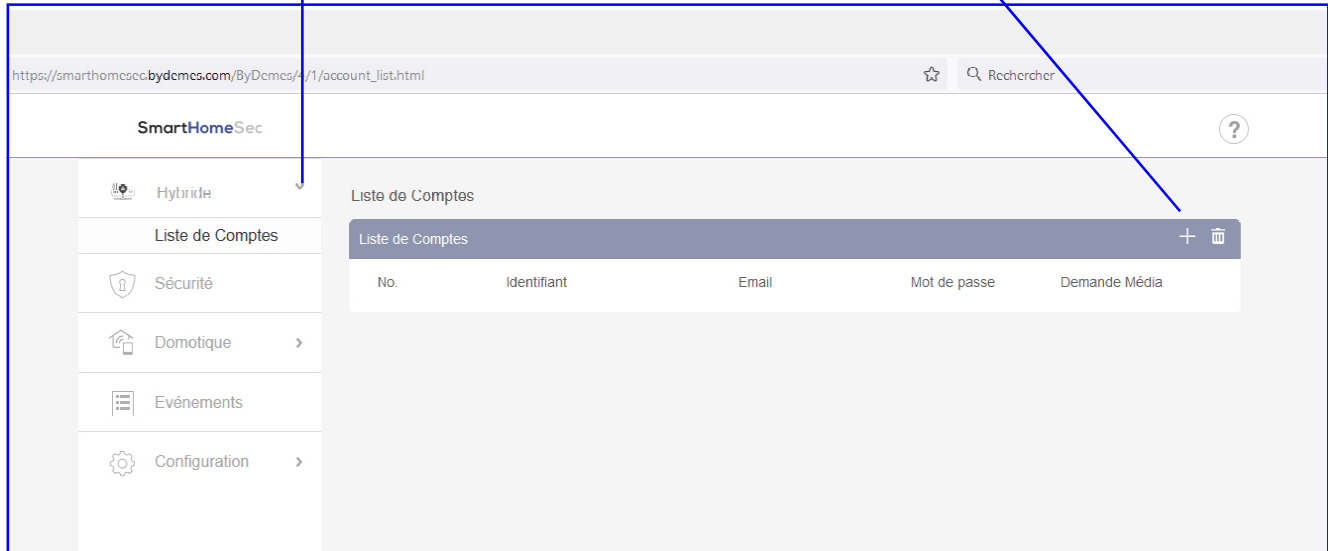 https://smarthomesec.bydemes.com/ByDemes/4/1/account_list.html
Rechercher
SmartHomeSec
?
Hybride
Liste de Comptes
Liste de Comptes
Liste de Comptes
No. Identifiant Email Mot de passe Demande Média
Sécurité
Domotique
Evénements
Configuration